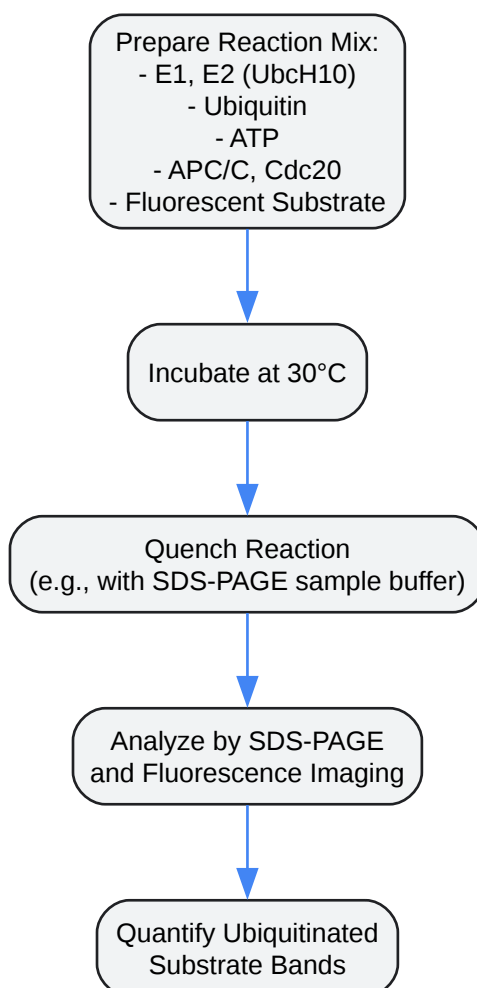 Prepare Reaction Mix:
- E1, E2 (UbcH10)
- Ubiquitin
- ATP
- APC/C, Cdc20
- Fluorescent Substrate
Incubate at 30°C
Quench Reaction
(e.g., with SDS-PAGE sample buffer)
Analyze by SDS-PAGE
and Fluorescence Imaging
Quantify Ubiquitinated
Substrate Bands